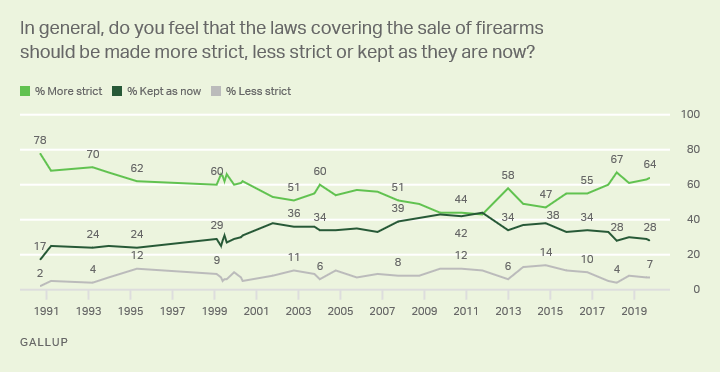 In general, do you feel that the laws covering the sale of firearms
should be made more strict, less strict or kept as they are now?
% More strict % Kept as now % Less strict
100
80
60
40
20
0
78 70 62 60 51 60 51 44 58 47 55 67 64
17 24 24 29 36 34 39 42 34 38 34 28 28
2 4 12 9 11 6 8 12 6 14 10 4 7
1991 1993 1995 1997 1999 2001 2003 2005 2007 2009 2011 2013 2015 2017 2019
GALLUP